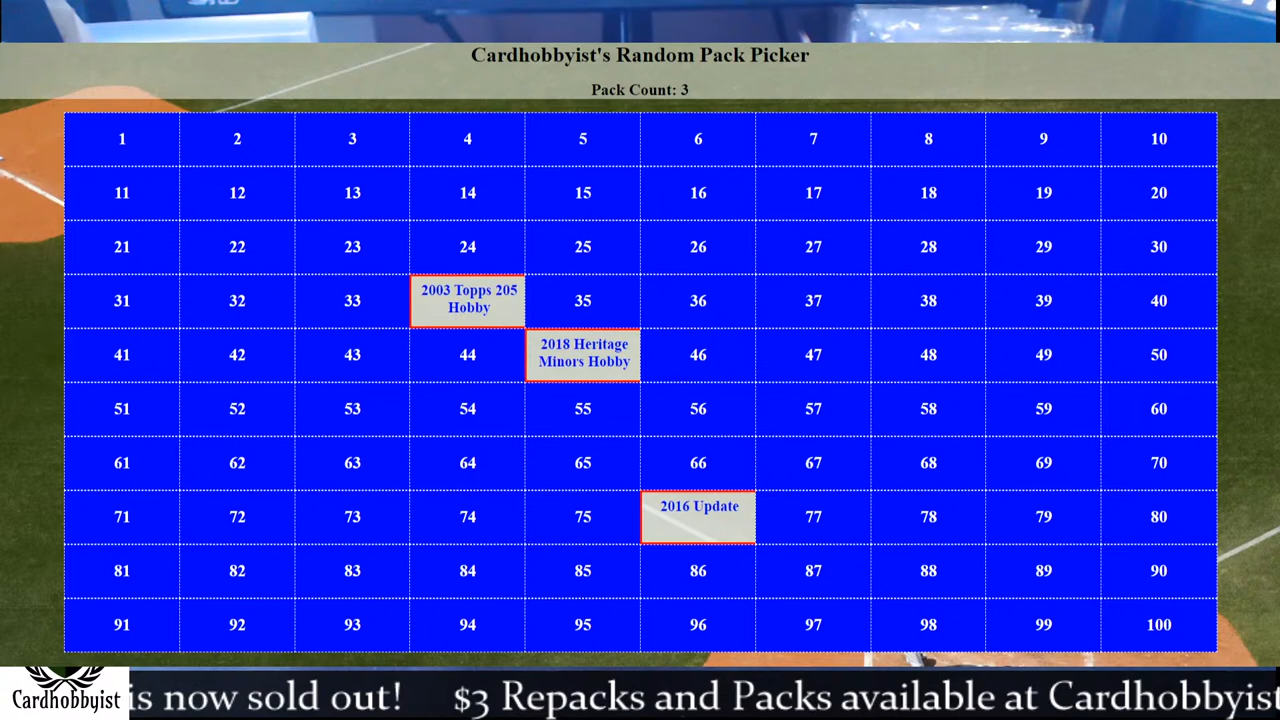 Cardhobbyist's Random Pack Picker
Pack Count: 3
1 2 3 4 5 6 7 8 9 10
11 12 13 14 15 16 17 18 19 20
21 22 23 24 25 26 27 28 29 30
31 32 33 2003 Topps 205 Hobby 35 36 37 38 39 40
41 42 43 44 2018 Heritage Minors Hobby 46 47 48 49 50
51 52 53 54 55 56 57 58 59 60
61 62 63 64 65 66 67 68 69 70
71 72 73 74 75 2016 Update 77 78 79 80
81 82 83 84 85 86 87 88 89 90
91 92 93 94 95 96 97 98 99 100
Cardhobbyist
is now sold out! $3 Repacks and Packs available at Cardhobbyist